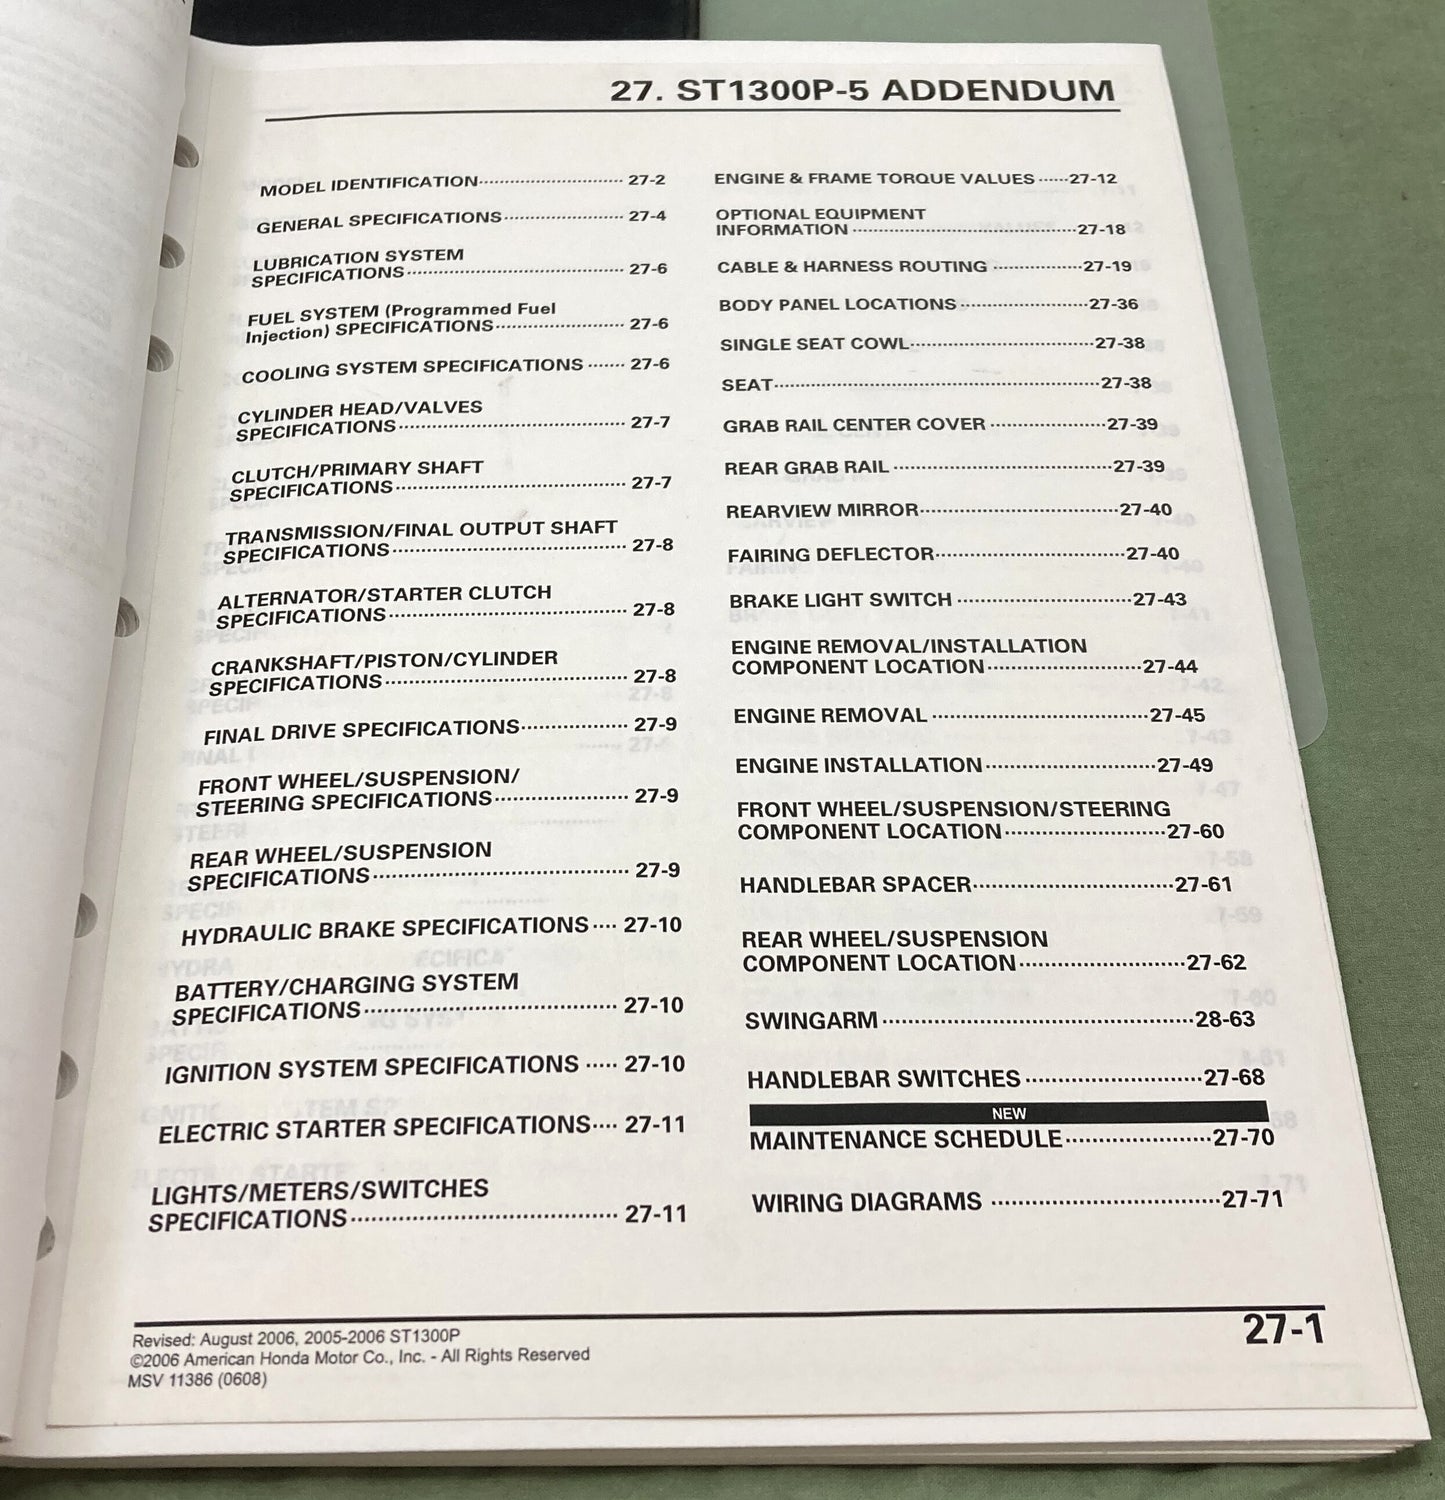 27. ST1300P-5 ADDENDUM
MODEL IDENTIFICATION 27-2
GENERAL SPECIFICATIONS 27-4
LUBRICATION SYSTEM
SPECIFICATIONS 27-6
FUEL SYSTEM (Programmed Fuel
Injection) SPECIFICATIONS 27-6
COOLING SYSTEM SPECIFICATIONS 27-6
CYLINDER HEAD/VALVES
SPECIFICATIONS 27-7
CLUTCH/PRIMARY SHAFT
SPECIFICATIONS 27-7
TRANSMISSION/FINAL OUTPUT SHAFT
SPECIFICATIONS 27-8
ALTERNATOR/STARTER CLUTCH
SPECIFICATIONS 27-8
CRANKSHAFT/PISTON/CYLINDER
SPECIFICATIONS 27-8
FINAL DRIVE SPECIFICATIONS 27-9
FRONT WHEEL/SUSPENSION/
STEERING SPECIFICATIONS 27-9
REAR WHEEL/SUSPENSION
SPECIFICATIONS 27-9
HYDRAULIC BRAKE SPECIFICATIONS 27-10
BATTERY/CHARGING SYSTEM
SPECIFICATIONS 27-10
IGNITION SYSTEM SPECIFICATIONS 27-10
ELECTRIC STARTER SPECIFICATIONS 27-11
LIGHTS/METERS/SWITCHES
SPECIFICATIONS 27-11
ENGINE & FRAME TORQUE VALUES 27-12
OPTIONAL EQUIPMENT
INFORMATION 27-18
CABLE & HARNESS ROUTING 27-19
BODY PANEL LOCATIONS 27-36
SINGLE SEAT COWL 27-38
SEAT 27-38
GRAB RAIL CENTER COVER 27-39
REAR GRAB RAIL 27-39
REARVIEW MIRROR 27-40
FAIRING DEFLECTOR 27-40
BRAKE LIGHT SWITCH 27-43
ENGINE REMOVAL/INSTALLATION
COMPONENT LOCATION 27-44
ENGINE REMOVAL 27-45
ENGINE INSTALLATION 27-49
FRONT WHEEL/SUSPENSION/STEERING
COMPONENT LOCATION 27-60
HANDLEBAR SPACER 27-61
REAR WHEEL/SUSPENSION
COMPONENT LOCATION 27-62
SWINGARM 28-63
HANDLEBAR SWITCHES 27-68
NEW
MAINTENANCE SCHEDULE 27-70
WIRING DIAGRAMS 27-71
Revised: August 2006, 2005-2006 ST1300P
©2006 American Honda Motor Co., Inc. - All Rights Reserved
MSV 11386 (0608)
27-1